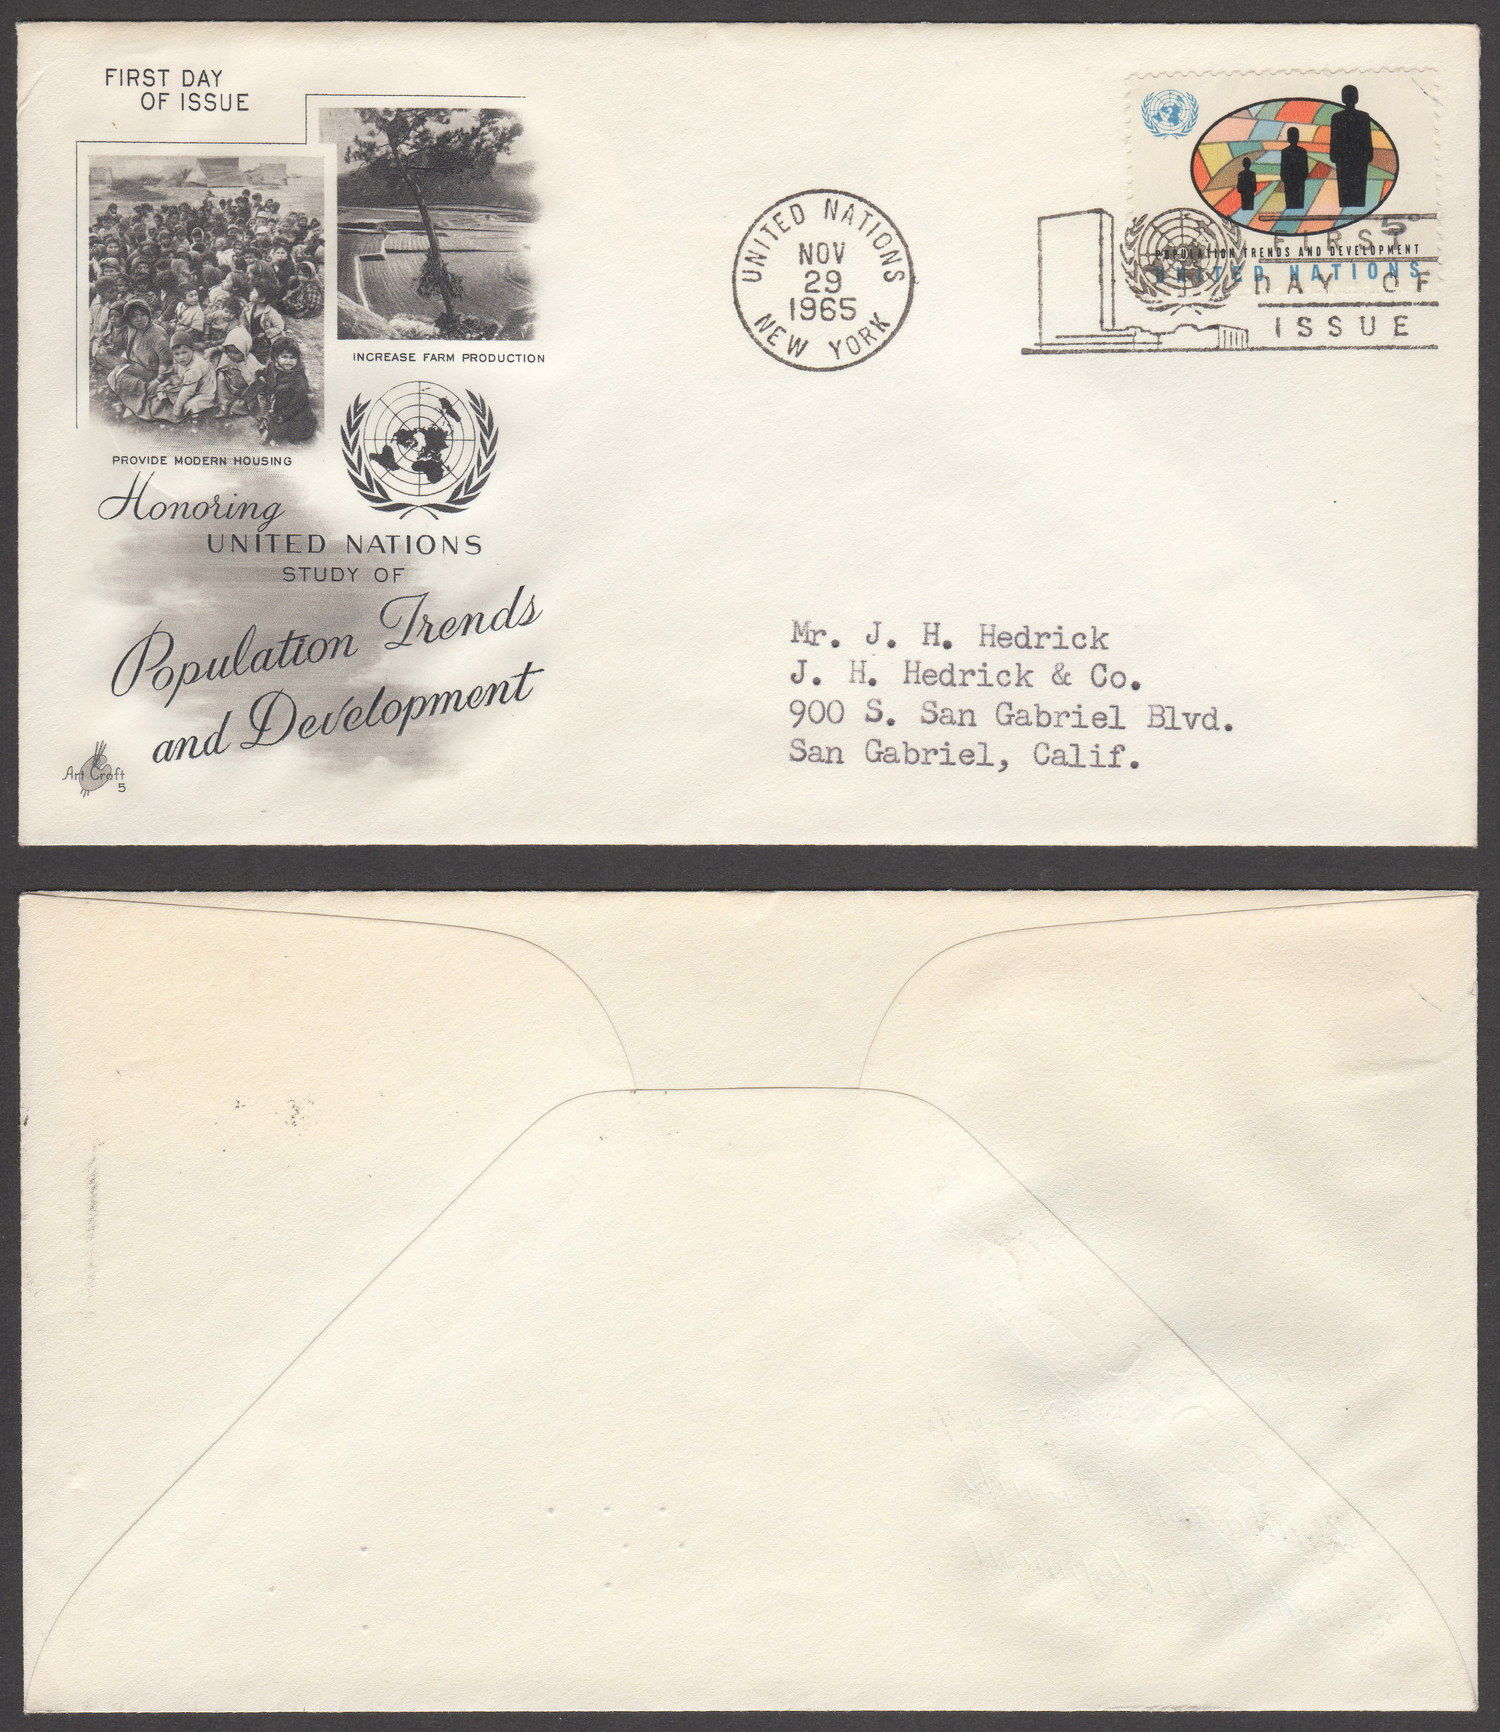 FIRST DAY
OF ISSUE
INCREASE FARM PRODUCTION
PROVIDE MODERN HOUSING
Honoring
UNITED NATIONS
STUDY OF
Population Trends
and Development
Art Craft
5
UNITED NATIONS
NOV
29
1965
NEW YORK
5c
POPULATION TRENDS AND DEVELOPMENT
UNITED NATIONS
FIRST
DAY OF
ISSUE
Mr. J. H. Hedrick
J. H. Hedrick & Co.
900 S. San Gabriel Blvd.
San Gabriel, Calif.